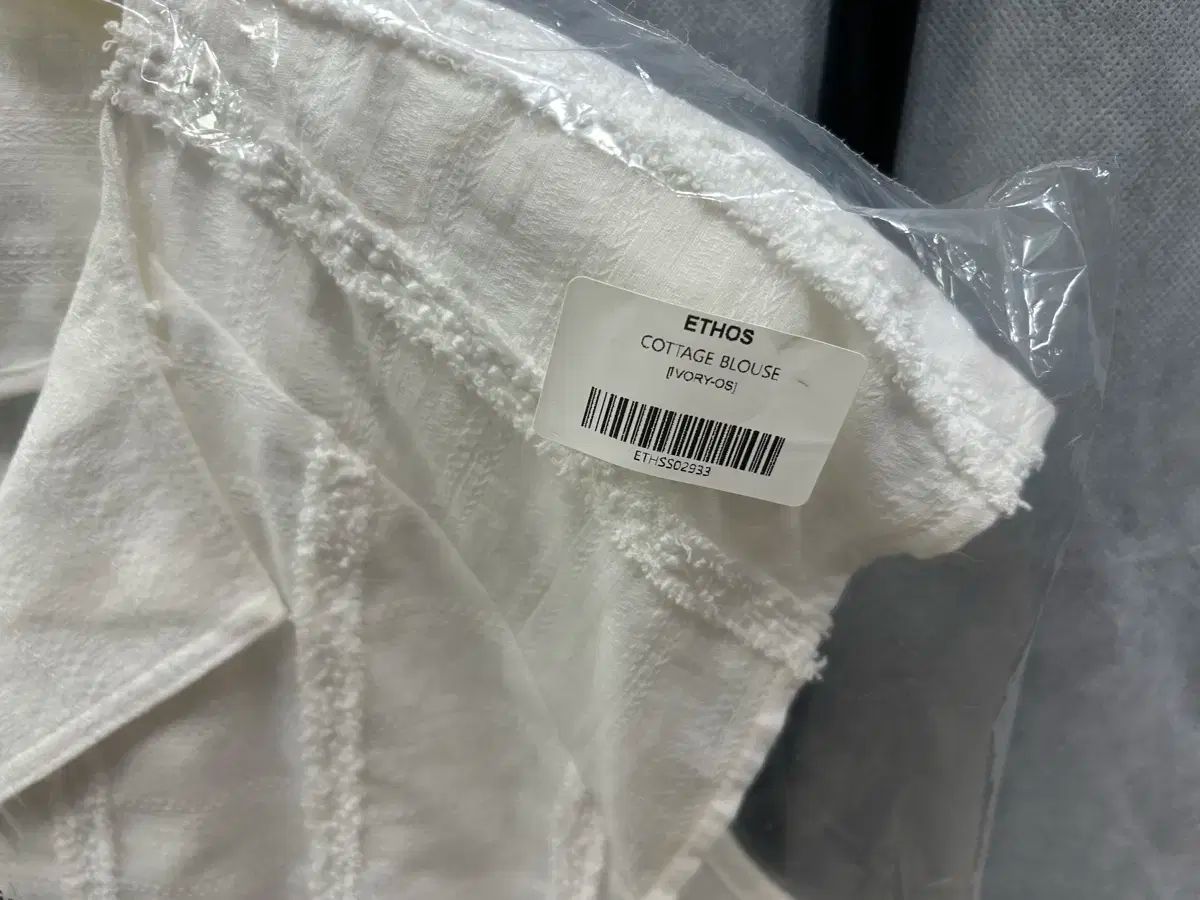 ETHOS
COTTAGE BLOUSE
[IVORY-OS]
ETHSS02933